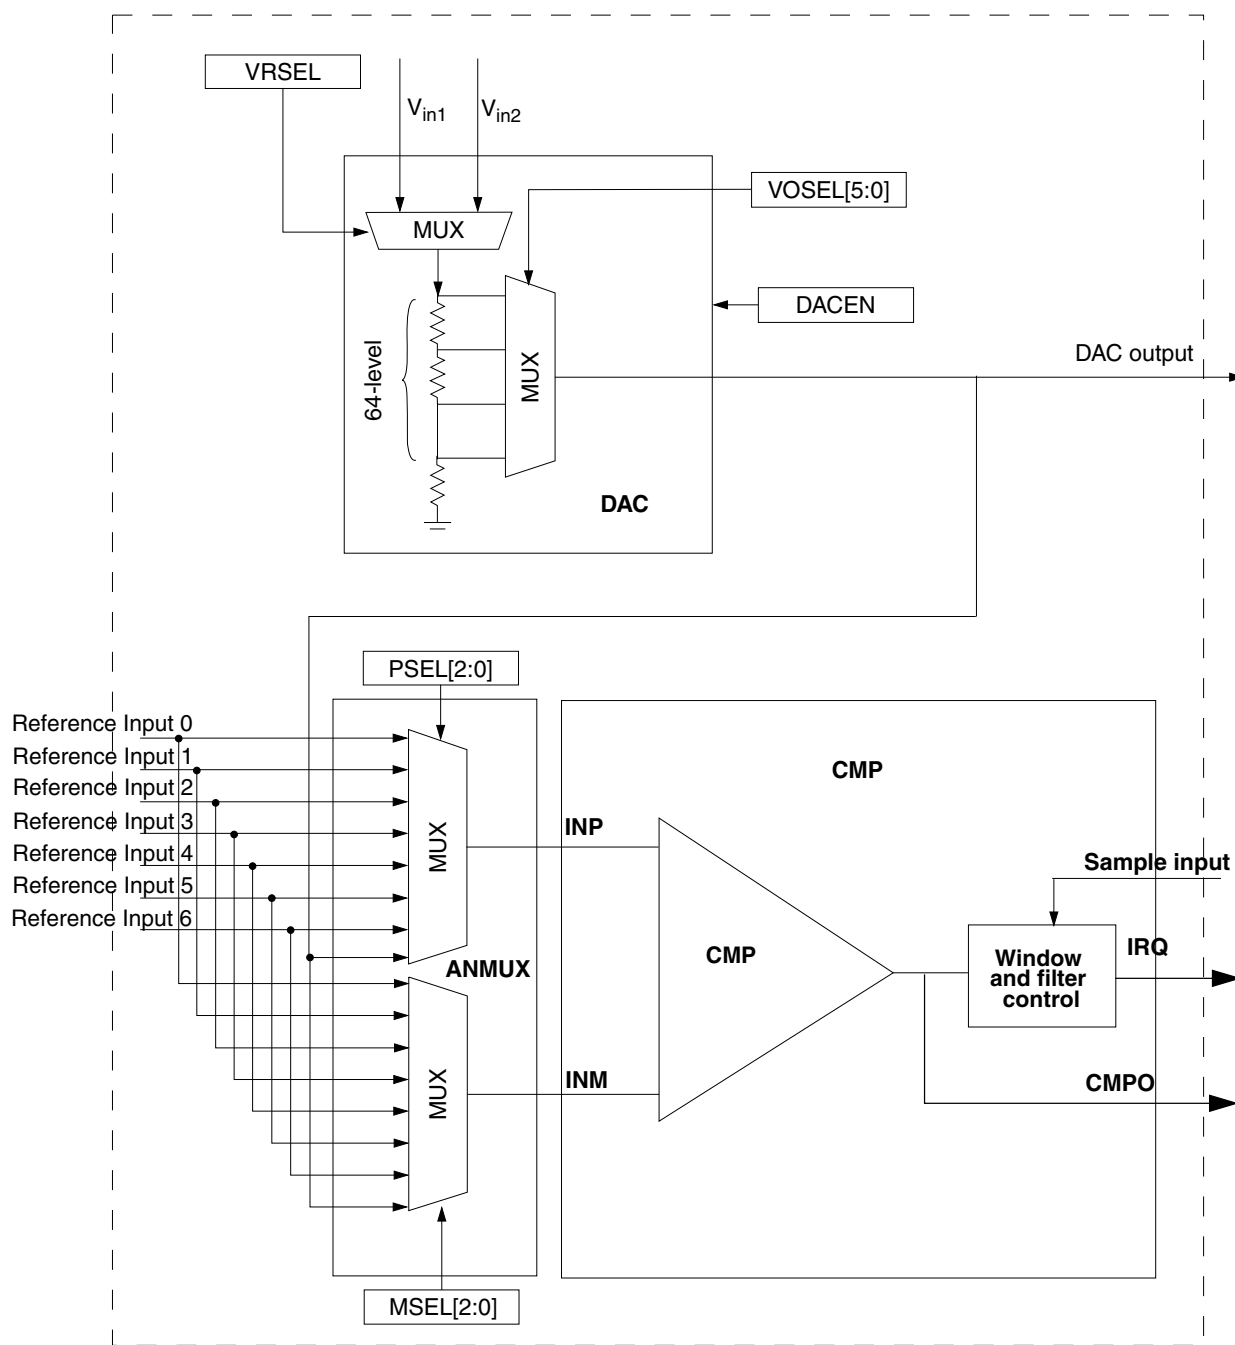 VRSEL
Vin1
Vin2
VOSEL[5:0]
MUX
DACEN
64-level
MUX
DAC output
DAC
PSEL[2:0]
Reference Input 0
Reference Input 1
Reference Input 2
Reference Input 3
Reference Input 4
Reference Input 5
Reference Input 6
MUX
ANMUX
MUX
MSEL[2:0]
INP
INM
CMP
CMP
Sample input
Window
and filter
control
IRQ
CMPO